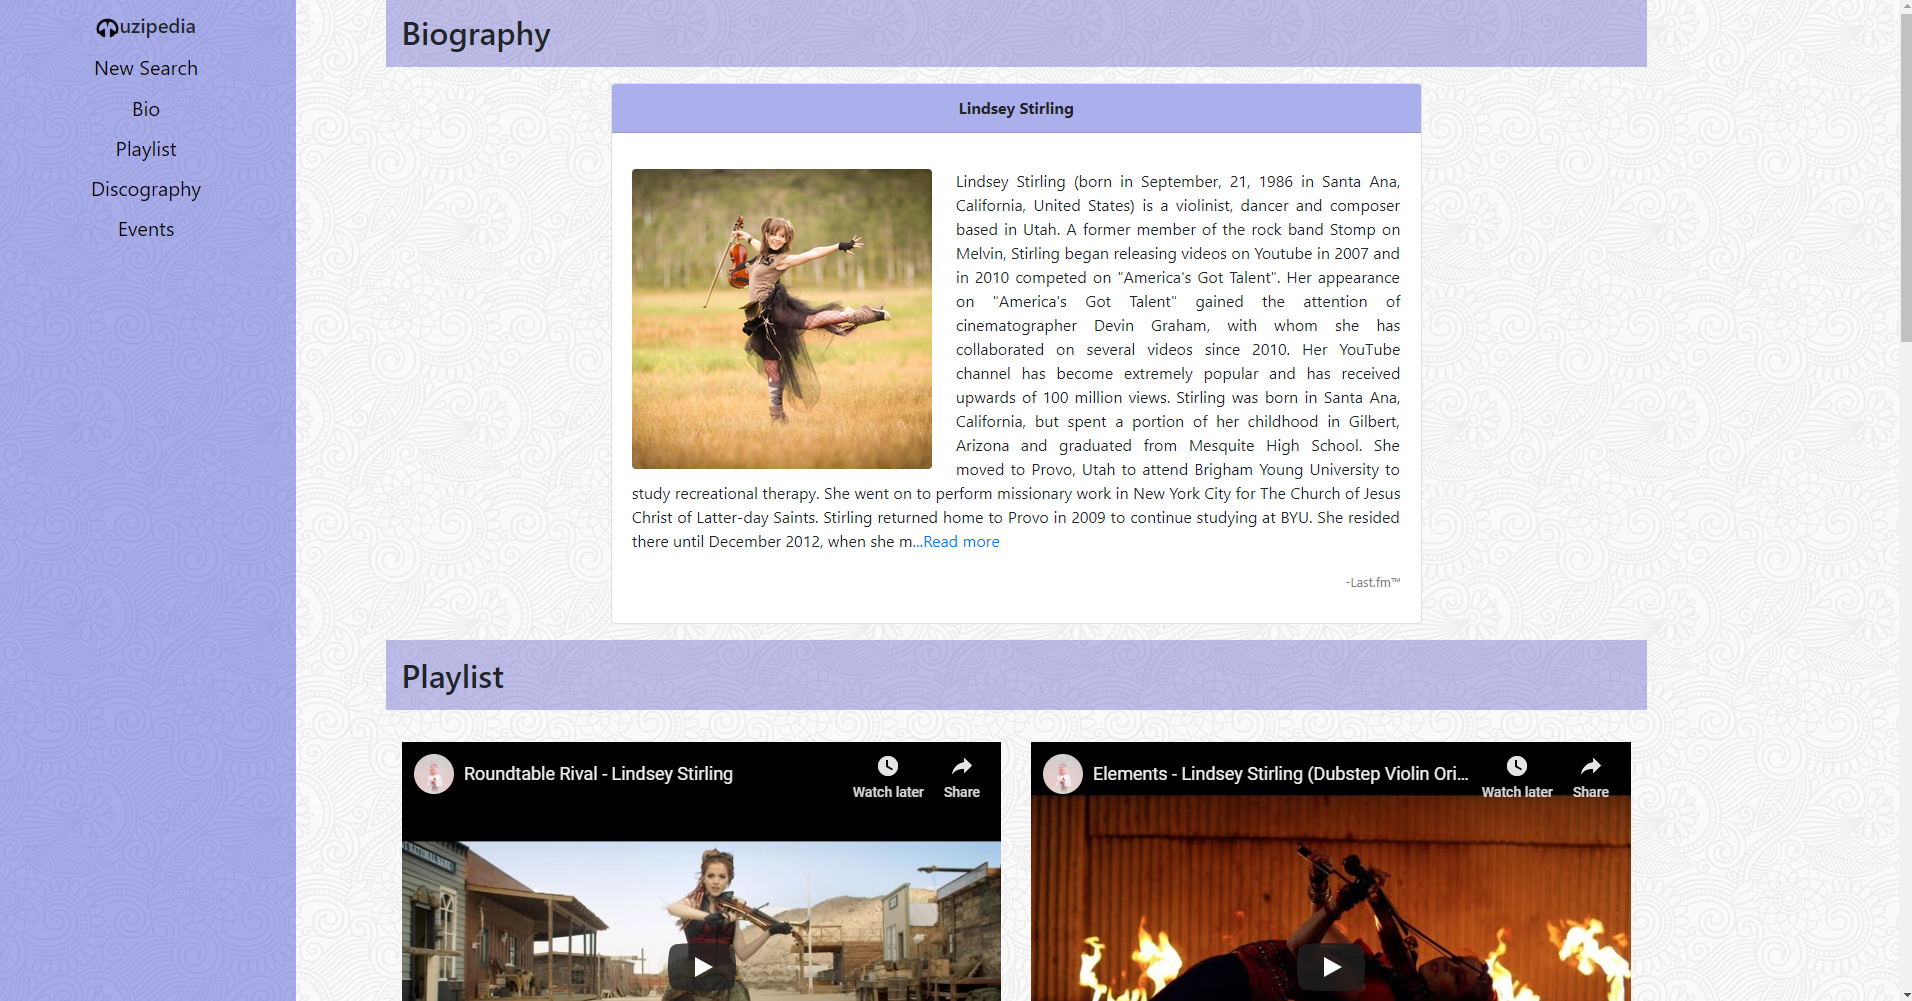 uzipedia
New Search
Bio
Playlist
Discography
Events
Biography
Lindsey Stirling
Lindsey Stirling (born in September, 21, 1986 in Santa Ana,
California, United States) is a violinist, dancer and composer
based in Utah. A former member of the rock band Stomp on
Melvin, Stirling began releasing videos on Youtube in 2007 and
in 2010 competed on "America's Got Talent". Her appearance
on "America's Got Talent" gained the attention of
cinematographer Devin Graham, with whom she has
collaborated on several videos since 2010. Her YouTube
channel has become extremely popular and has received
upwards of 100 million views. Stirling was born in Santa Ana,
California, but spent a portion of her childhood in Gilbert,
Arizona and graduated from Mesquite High School. She
moved to Provo, Utah to attend Brigham Young University to
study recreational therapy. She went on to perform missionary work in New York City for The Church of Jesus
Christ of Latter-day Saints. Stirling returned home to Provo in 2009 to continue studying at BYU. She resided
there until December 2012, when she m...Read more
-Last.fm™
Playlist
Roundtable Rival - Lindsey Stirling
Watch later
Share
NATIONAL BANK
Elements - Lindsey Stirling (Dubstep Violin Ori...
Watch later
Share